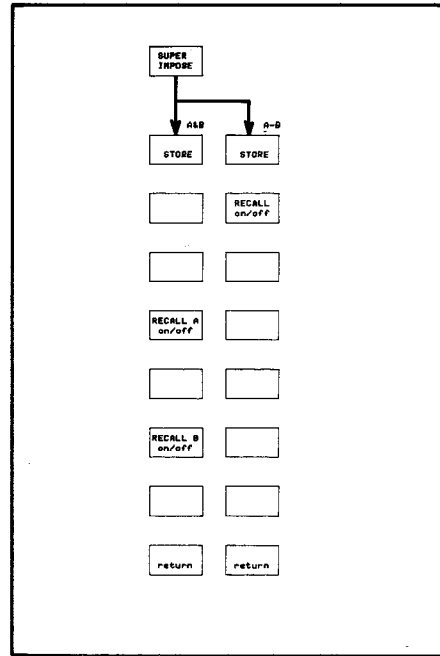 SUPER
IMPOSE
A&B
A-B
STORE
STORE
RECALL
on/off
RECALL A
on/off
RECALL B
on/off
return
return